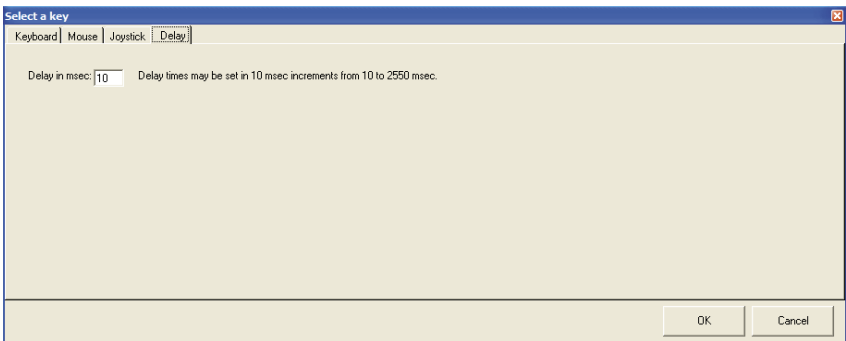 Select a key
Keyboard Mouse Joystick Delay
Delay in msec: 10 Delay times may be set in 10 msec increments from 10 to 2550 msec.
OK Cancel